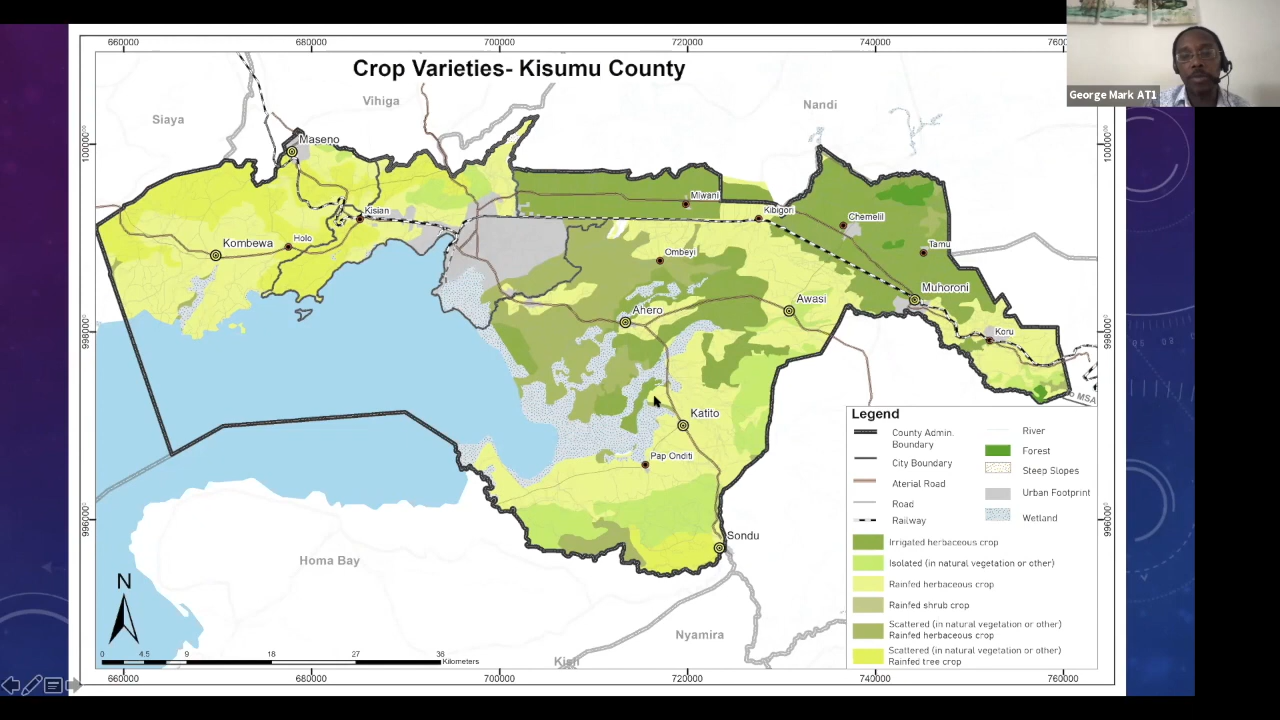 George Mark AT1
660000 680000 700000 720000 740000 760
Crop Varieties- Kisumu County
Siaya
Vihiga
Nandi
Maseno
Kisian
Kombewa
Holo
Miwani
Kibigori
Chemelil
Tamu
Ombeyi
Muhoroni
Awasi
Ahero
Koru
Katito
Pap Onditi
Sondu
Homa Bay
Nyamira
MSA
Legend
County Admin.
Boundary
City Boundary
Aterial Road
Road
Railway
River
Forest
Steep Slopes
Urban Footprint
Wetland
Irrigated herbaceous crop
Isolated (in natural vegetation or other)
Rainfed herbaceous crop
Rainfed shrub crop
Scattered (in natural vegetation or other)
Rainfed herbaceous crop
Scattered (in natural vegetation or other)
Rainfed tree crop
N
0 4.5 9 18 27 36
Kilometers
660000 680000 700000 720000 740000 760000